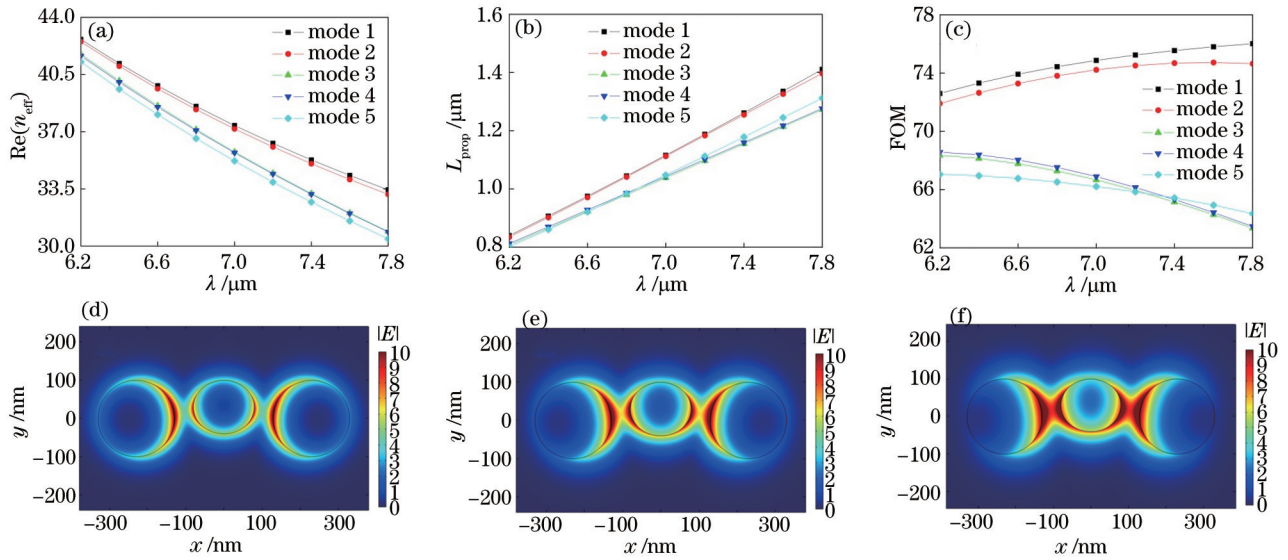 (a)
44.0
40.5
37.0
33.5
30.0
Re(n_eff)
mode 1
mode 2
mode 3
mode 4
mode 5
6.2 6.6 7.0 7.4 7.8
λ /μm
(b)
1.6
1.4
1.2
1.0
0.8
L_prop /μm
mode 1
mode 2
mode 3
mode 4
mode 5
6.2 6.6 7.0 7.4 7.8
λ /μm
(c)
78
74
70
66
62
FOM
mode 1
mode 2
mode 3
mode 4
mode 5
6.2 6.6 7.0 7.4 7.8
λ /μm
(d)
200
100
0
−100
−200
y /nm
−300 −100 100 300
x /nm
|E|
10
9
8
7
6
5
4
3
2
1
0
(e)
200
100
0
−100
−200
y /nm
−300 −100 100 300
x /nm
|E|
10
9
8
7
6
5
4
3
2
1
0
(f)
200
100
0
−100
−200
y /nm
−300 −100 100 300
x /nm
|E|
10
9
8
7
6
5
4
3
2
1
0